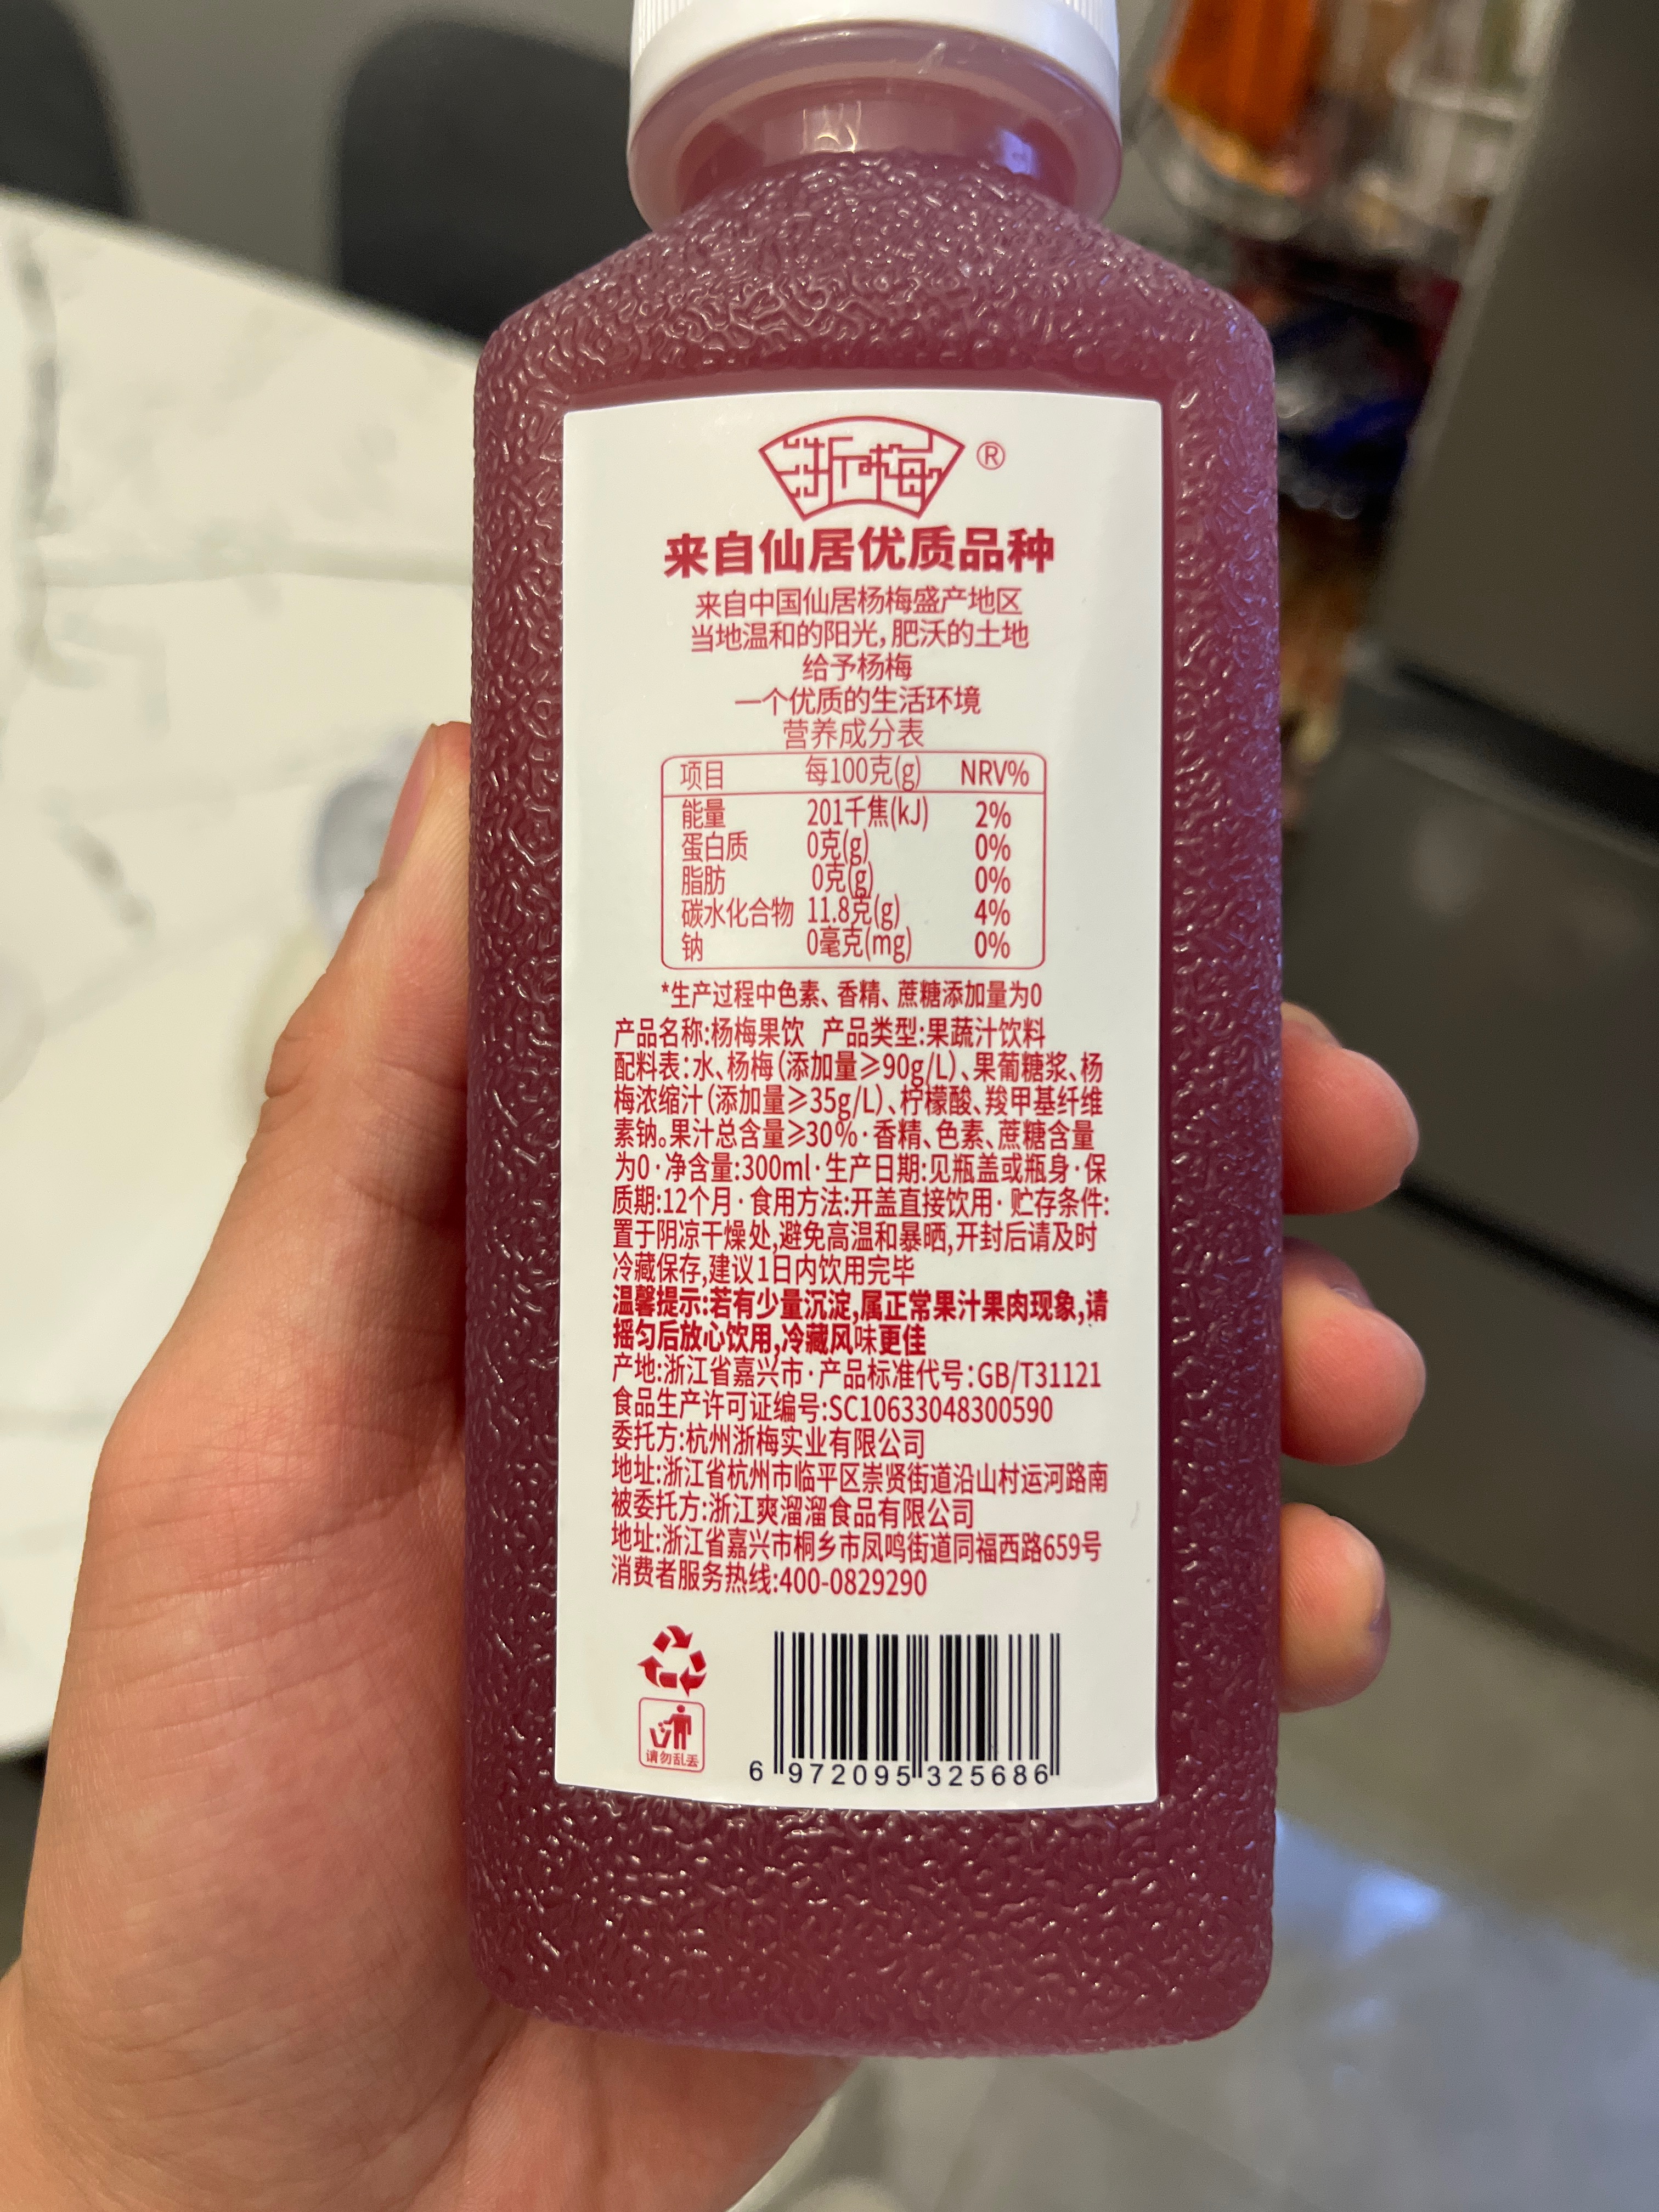 浙梅®
来自仙居优质品种
来自中国仙居杨梅盛产地区
当地温和的阳光,肥沃的土地
给予杨梅
一个优质的生活环境
营养成分表
项目 每100克(g) NRV%
能量 201千焦(kJ) 2%
蛋白质 0克(g) 0%
脂肪 0克(g) 0%
碳水化合物 11.8克(g) 4%
钠 0毫克(mg) 0%
*生产过程中色素、香精、蔗糖添加量为0
产品名称:杨梅果饮 产品类型:果蔬汁饮料
配料表:水、杨梅(添加量≥90g/L)、果葡糖浆、杨
梅浓缩汁(添加量≥35g/L)、柠檬酸、羧甲基纤维
素钠。果汁总含量≥30%·香精、色素、蔗糖含量
为0·净含量:300ml·生产日期:见瓶盖或瓶身·保
质期:12个月·食用方法:开盖直接饮用·贮存条件:
置于阴凉干燥处,避免高温和暴晒,开封后请及时
冷藏保存,建议1日内饮用完毕
温馨提示:若有少量沉淀,属正常果汁果肉现象,请
摇匀后放心饮用,冷藏风味更佳
产地:浙江省嘉兴市·产品标准代号:GB/T31121
食品生产许可证编号:SC10633048300590
委托方:杭州浙梅实业有限公司
地址:浙江省杭州市临平区崇贤街道沿山村运河路南
被委托方:浙江爽溜溜食品有限公司
地址:浙江省嘉兴市桐乡市凤鸣街道同福西路659号
消费者服务热线:400-0829290
请勿乱丢
6 972095 325686